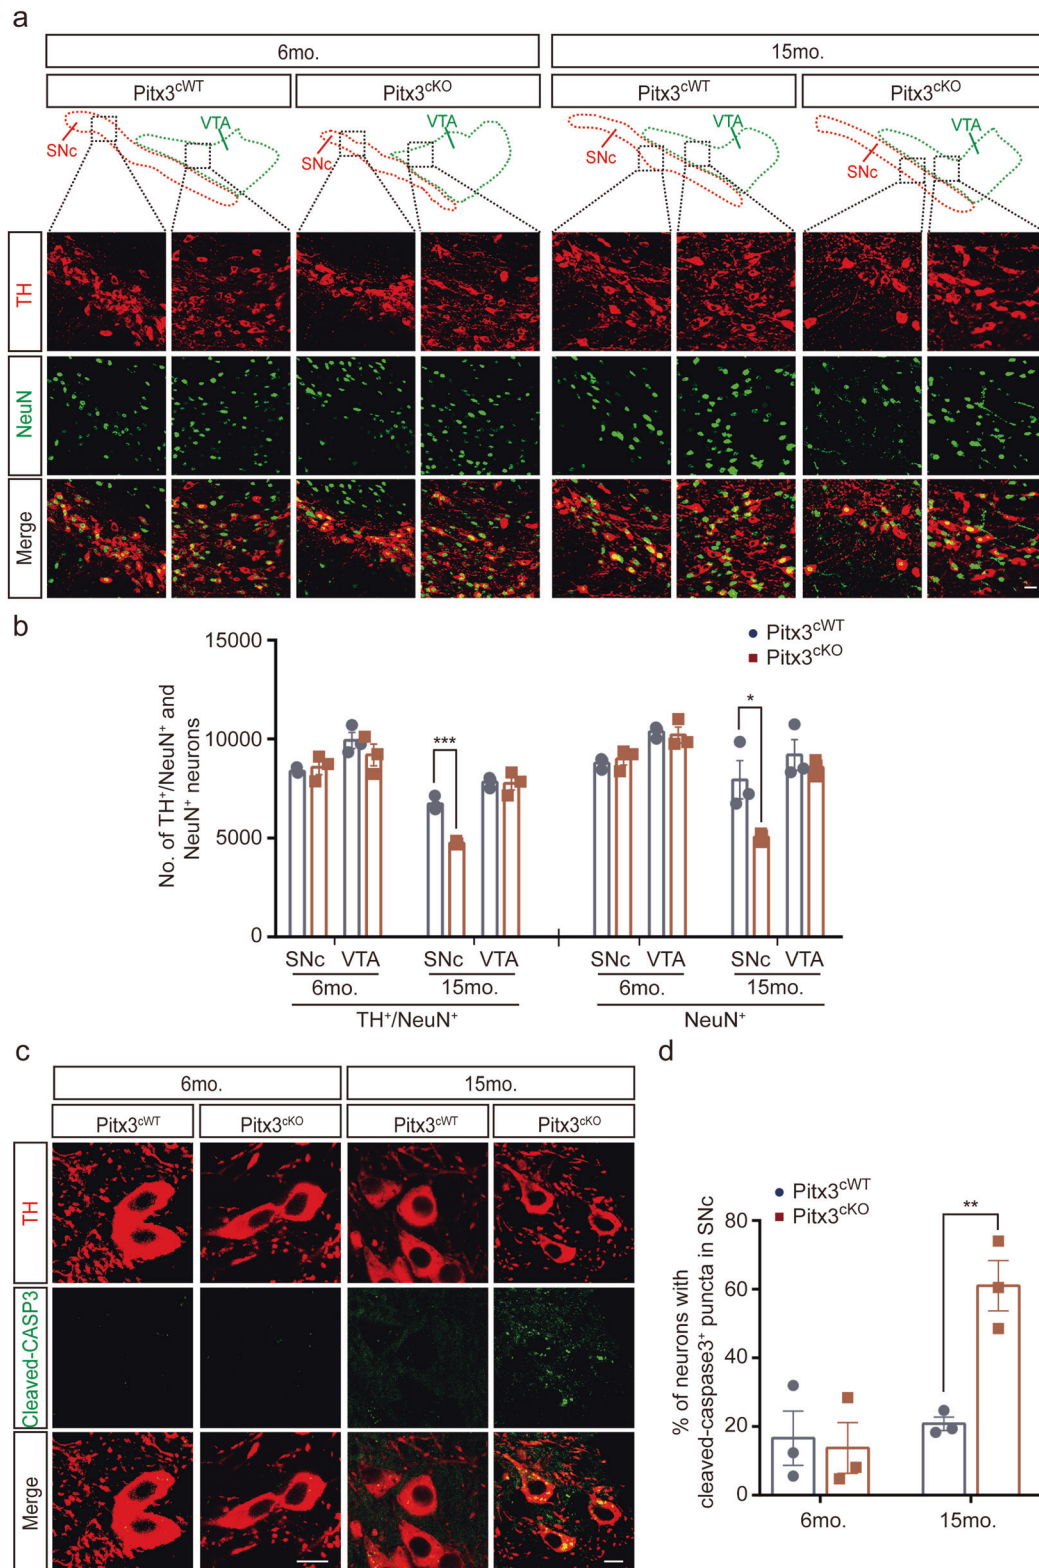 a
6mo.
15mo.
Pitx3cWT
Pitx3cKO
Pitx3cWT
Pitx3cKO
VTA
SNc
VTA
SNc
VTA
SNc
VTA
SNc
TH
NeuN
Merge
b
15000
10000
5000
0
No. of TH+/NeuN+ and
NeuN+ neurons
Pitx3cWT
Pitx3cKO
***
*
SNc VTA SNc VTA SNc VTA SNc VTA
6mo. 15mo. 6mo. 15mo.
TH+/NeuN+ NeuN+
c
6mo.
15mo.
Pitx3cWT
Pitx3cKO
Pitx3cWT
Pitx3cKO
TH
Cleaved-CASP3
Merge
d
Pitx3cWT
Pitx3cKO
**
80
60
40
20
0
% of neurons with
cleaved-caspase3+ puncta in SNc
6mo. 15mo.